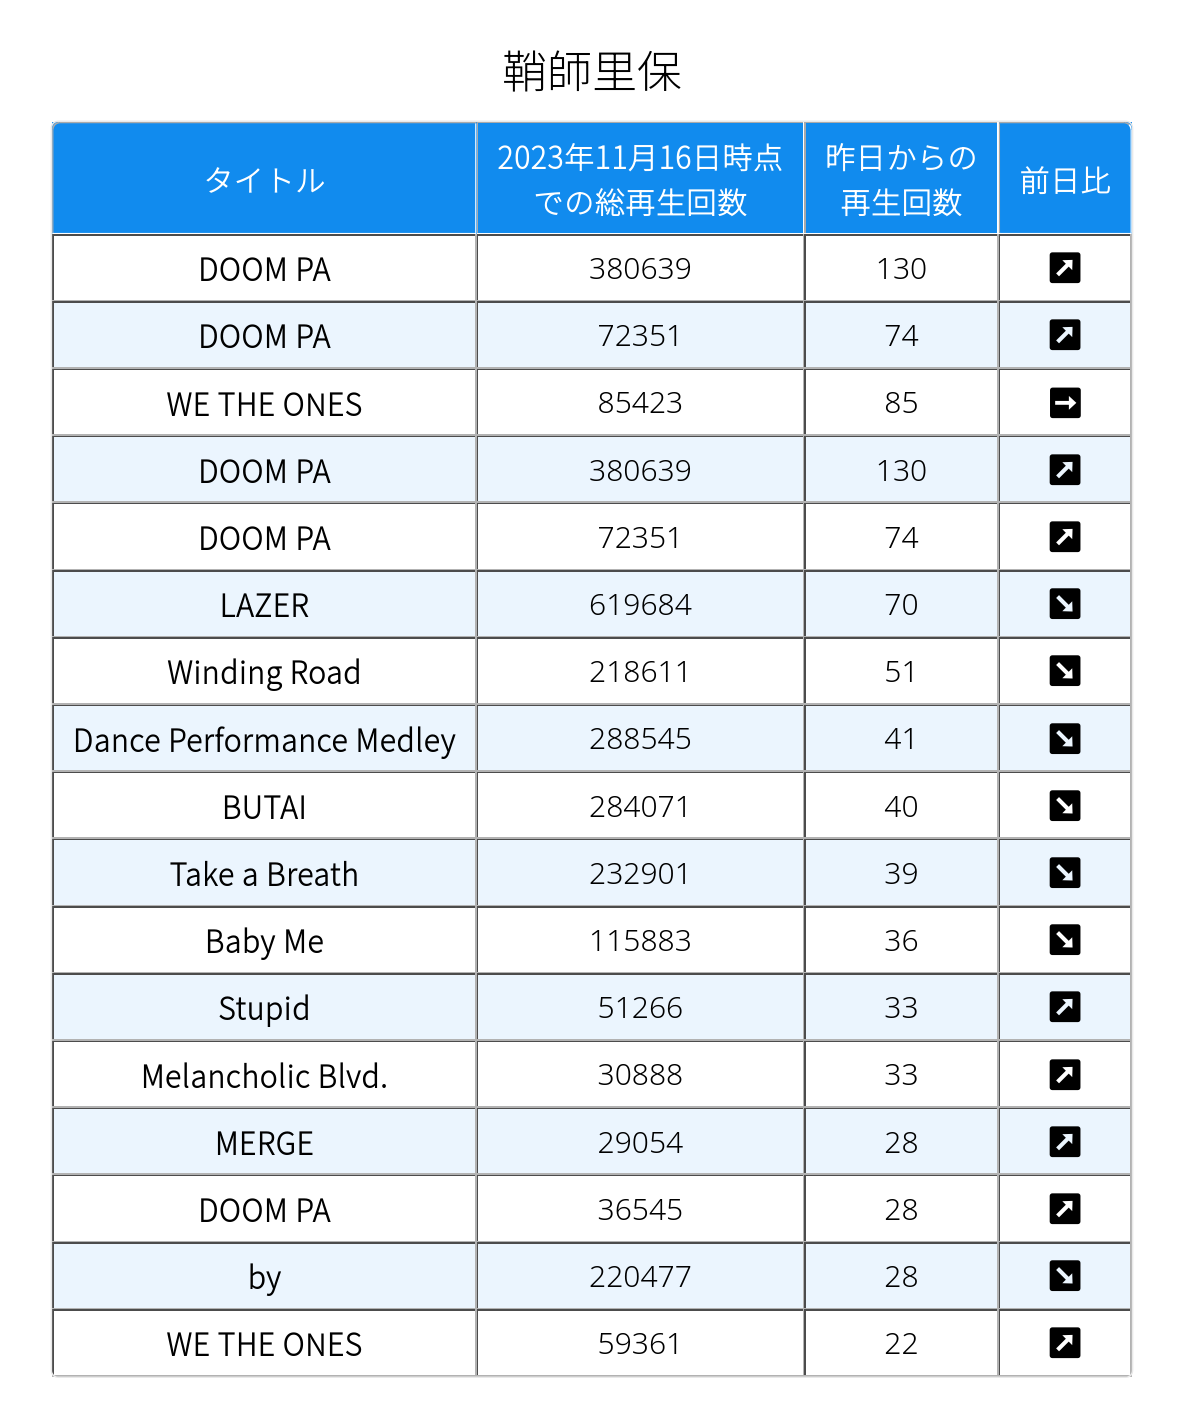 鞘師里保
タイトル 2023年11月16日時点での総再生回数 昨日からの再生回数 前日比
DOOM PA 380639 130 ↗
DOOM PA 72351 74 ↗
WE THE ONES 85423 85 →
DOOM PA 380639 130 ↗
DOOM PA 72351 74 ↗
LAZER 619684 70 ↘
Winding Road 218611 51 ↘
Dance Performance Medley 288545 41 ↘
BUTAI 284071 40 ↘
Take a Breath 232901 39 ↘
Baby Me 115883 36 ↘
Stupid 51266 33 ↗
Melancholic Blvd. 30888 33 ↗
MERGE 29054 28 ↗
DOOM PA 36545 28 ↗
by 220477 28 ↘
WE THE ONES 59361 22 ↗